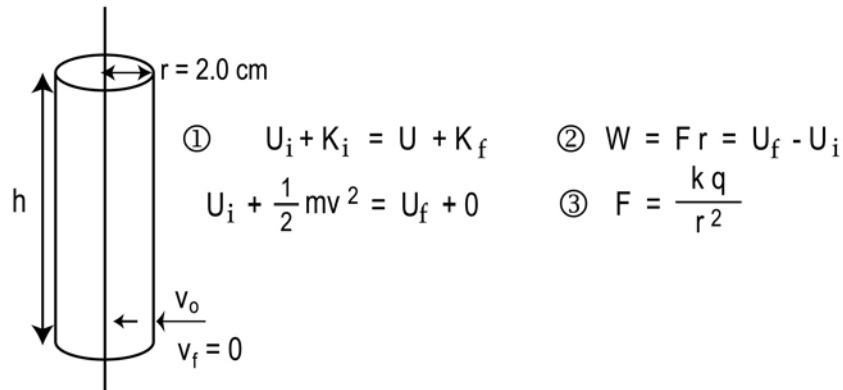 r = 2.0 cm
h
① U_i + K_i = U + K_f
U_i + 1/2 mv² = U_f + 0
② W = F r = U_f - U_i
③ F = k q / r²
v_o
v_f = 0